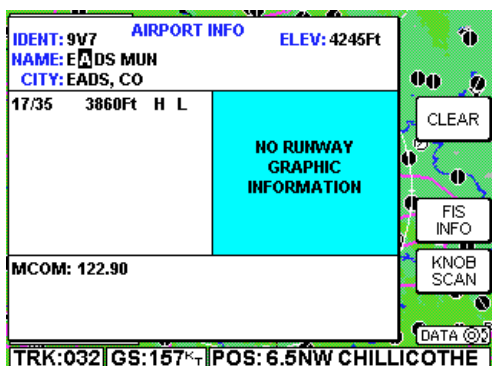 AIRPORT INFO
IDENT: 9V7 ELEV: 4245Ft
NAME: EADS MUN
CITY: EADS, CO
17/35 3860Ft H L
NO RUNWAY
GRAPHIC
INFORMATION
MCOM: 122.90
CLEAR
FIS
INFO
KNOB
SCAN
DATA
TRK:032 GS:157KT POS: 6.5NW CHILLICOTHE